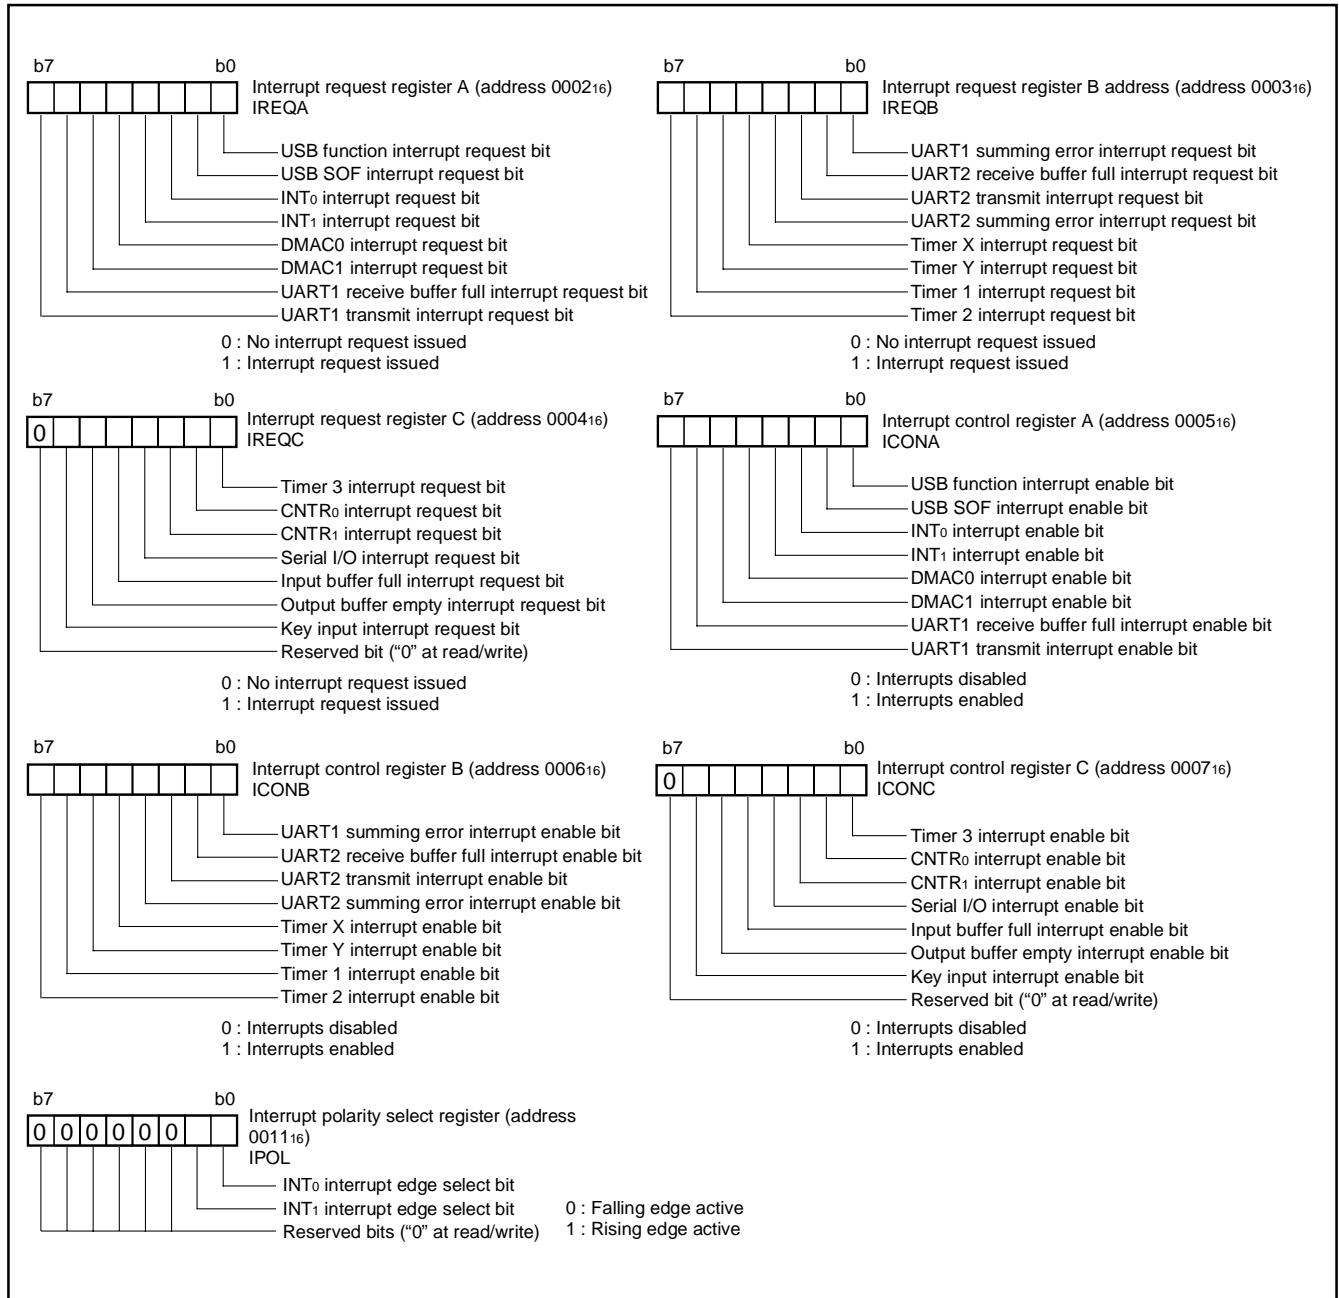 b7 b0
Interrupt request register A (address 0002₁₆)
IREQA
USB function interrupt request bit
USB SOF interrupt request bit
INT₀ interrupt request bit
INT₁ interrupt request bit
DMAC0 interrupt request bit
DMAC1 interrupt request bit
UART1 receive buffer full interrupt request bit
UART1 transmit interrupt request bit
0 : No interrupt request issued
1 : Interrupt request issued
b7 b0
Interrupt request register B address (address 0003₁₆)
IREQB
UART1 summing error interrupt request bit
UART2 receive buffer full interrupt request bit
UART2 transmit interrupt request bit
UART2 summing error interrupt request bit
Timer X interrupt request bit
Timer Y interrupt request bit
Timer 1 interrupt request bit
Timer 2 interrupt request bit
0 : No interrupt request issued
1 : Interrupt request issued
b7 b0
0
Interrupt request register C (address 0004₁₆)
IREQC
Timer 3 interrupt request bit
CNTR₀ interrupt request bit
CNTR₁ interrupt request bit
Serial I/O interrupt request bit
Input buffer full interrupt request bit
Output buffer empty interrupt request bit
Key input interrupt request bit
Reserved bit (“0” at read/write)
0 : No interrupt request issued
1 : Interrupt request issued
b7 b0
Interrupt control register A (address 0005₁₆)
ICONA
USB function interrupt enable bit
USB SOF interrupt enable bit
INT₀ interrupt enable bit
INT₁ interrupt enable bit
DMAC0 interrupt enable bit
DMAC1 interrupt enable bit
UART1 receive buffer full interrupt enable bit
UART1 transmit interrupt enable bit
0 : Interrupts disabled
1 : Interrupts enabled
b7 b0
Interrupt control register B (address 0006₁₆)
ICONB
UART1 summing error interrupt enable bit
UART2 receive buffer full interrupt enable bit
UART2 transmit interrupt enable bit
UART2 summing error interrupt enable bit
Timer X interrupt enable bit
Timer Y interrupt enable bit
Timer 1 interrupt enable bit
Timer 2 interrupt enable bit
0 : Interrupts disabled
1 : Interrupts enabled
b7 b0
0
Interrupt control register C (address 0007₁₆)
ICONC
Timer 3 interrupt enable bit
CNTR₀ interrupt enable bit
CNTR₁ interrupt enable bit
Serial I/O interrupt enable bit
Input buffer full interrupt enable bit
Output buffer empty interrupt enable bit
Key input interrupt enable bit
Reserved bit (“0” at read/write)
0 : Interrupts disabled
1 : Interrupts enabled
b7 b0
0 0 0 0 0 0
Interrupt polarity select register (address
0011₁₆)
IPOL
INT₀ interrupt edge select bit
INT₁ interrupt edge select bit
Reserved bits (“0” at read/write)
0 : Falling edge active
1 : Rising edge active